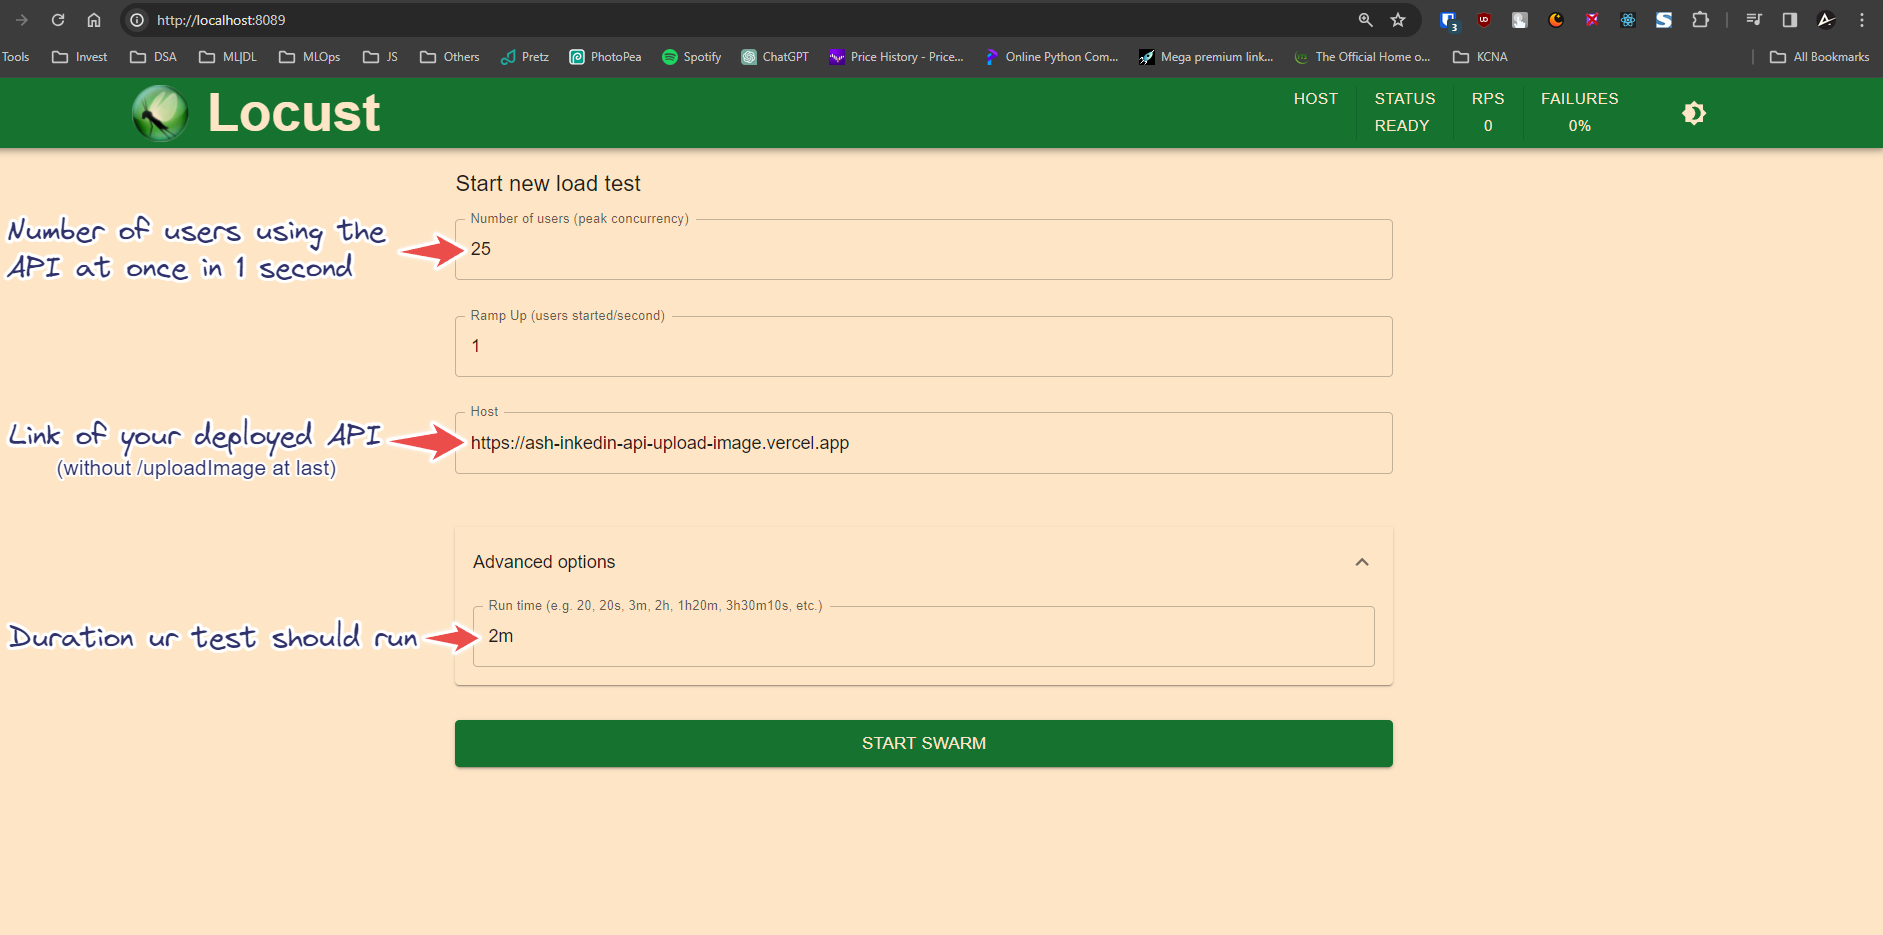 http://localhost:8089
Tools Invest DSA ML|DL MLOps JS Others Pretz PhotoPea Spotify ChatGPT Price History - Price... Online Python Com... Mega premium link... The Official Home o... KCNA All Bookmarks
Locust
HOST STATUS RPS FAILURES
READY 0 0%
Start new load test
Number of users (peak concurrency)
25
Number of users using the
API at once in 1 second
Ramp Up (users started/second)
1
Host
https://ash-inkedin-api-upload-image.vercel.app
Link of your deployed API
(without /uploadImage at last)
Advanced options
Run time (e.g. 20, 20s, 3m, 2h, 1h20m, 3h30m10s, etc.)
2m
Duration ur test should run
START SWARM